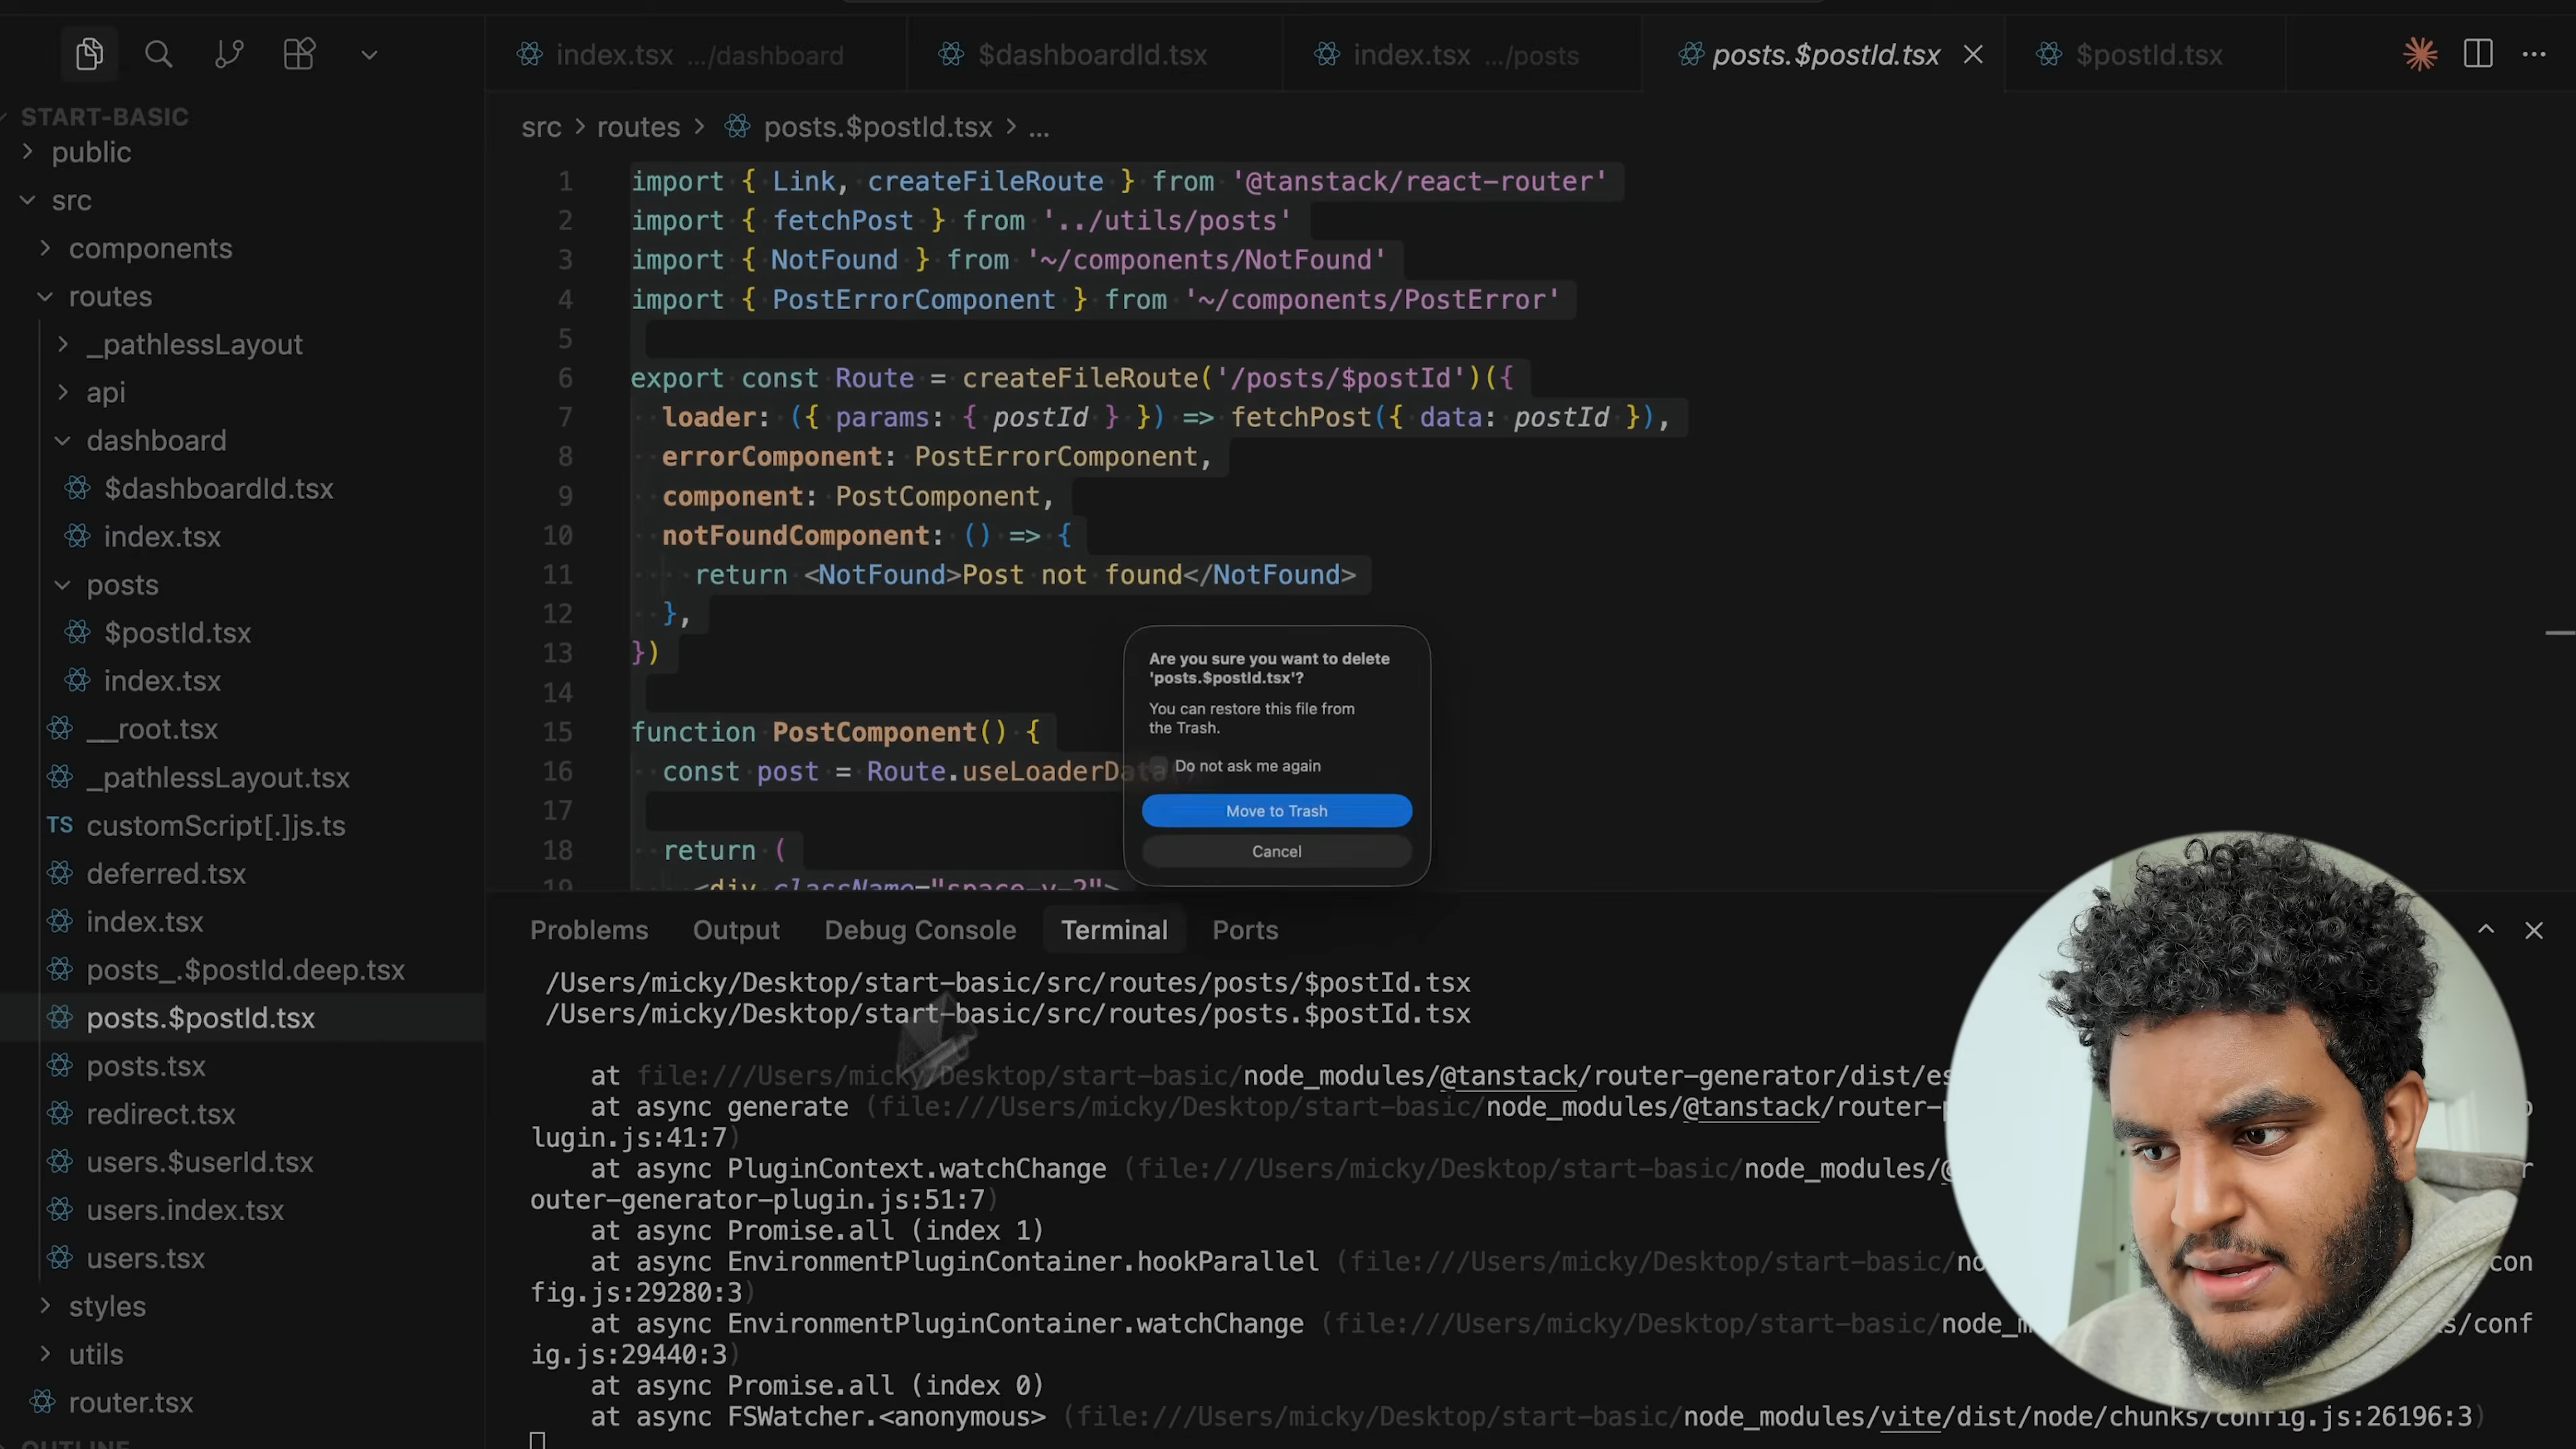 index.tsx .../dashboard
$dashboardId.tsx
index.tsx .../posts
posts.$postId.tsx
$postId.tsx
START-BASIC
public
src
components
routes
_pathlessLayout
api
dashboard
$dashboardId.tsx
index.tsx
posts
$postId.tsx
index.tsx
__root.tsx
_pathlessLayout.tsx
TS customScript[.]js.ts
deferred.tsx
index.tsx
posts_.$postId.deep.tsx
posts.$postId.tsx
posts.tsx
redirect.tsx
users.$userId.tsx
users.index.tsx
users.tsx
styles
utils
router.tsx
OUTLINE
src > routes > posts.$postId.tsx > ...
1 import { Link, createFileRoute } from '@tanstack/react-router'
2 import { fetchPost } from '../utils/posts'
3 import { NotFound } from '~/components/NotFound'
4 import { PostErrorComponent } from '~/components/PostError'
5
6 export const Route = createFileRoute('/posts/$postId')({
7 loader: ({ params: { postId } }) => fetchPost({ data: postId }),
8 errorComponent: PostErrorComponent,
9 component: PostComponent,
10 notFoundComponent: () => {
11 return <NotFound>Post not found</NotFound>
12 },
13 })
14
15 function PostComponent() {
16 const post = Route.useLoaderData
17
18 return (
19 <div className="space-y-2">
Are you sure you want to delete
'posts.$postId.tsx'?
You can restore this file from
the Trash.
Do not ask me again
Move to Trash
Cancel
Problems Output Debug Console Terminal Ports
/Users/micky/Desktop/start-basic/src/routes/posts/$postId.tsx
/Users/micky/Desktop/start-basic/src/routes/posts.$postId.tsx
at file:///Users/micky/Desktop/start-basic/node_modules/@tanstack/router-generator/dist/es
at async generate (file:///Users/micky/Desktop/start-basic/node_modules/@tanstack/router-p
lugin.js:41:7)
at async PluginContext.watchChange (file:///Users/micky/Desktop/start-basic/node_modules/@
outer-generator-plugin.js:51:7)
at async Promise.all (index 1)
at async EnvironmentPluginContainer.hookParallel (file:///Users/micky/Desktop/start-basic/no con
fig.js:29280:3)
at async EnvironmentPluginContainer.watchChange (file:///Users/micky/Desktop/start-basic/node_m /conf
ig.js:29440:3)
at async Promise.all (index 0)
at async FSWatcher.<anonymous> (file:///Users/micky/Desktop/start-basic/node_modules/vite/dist/node/chunks/config.js:26196:3)